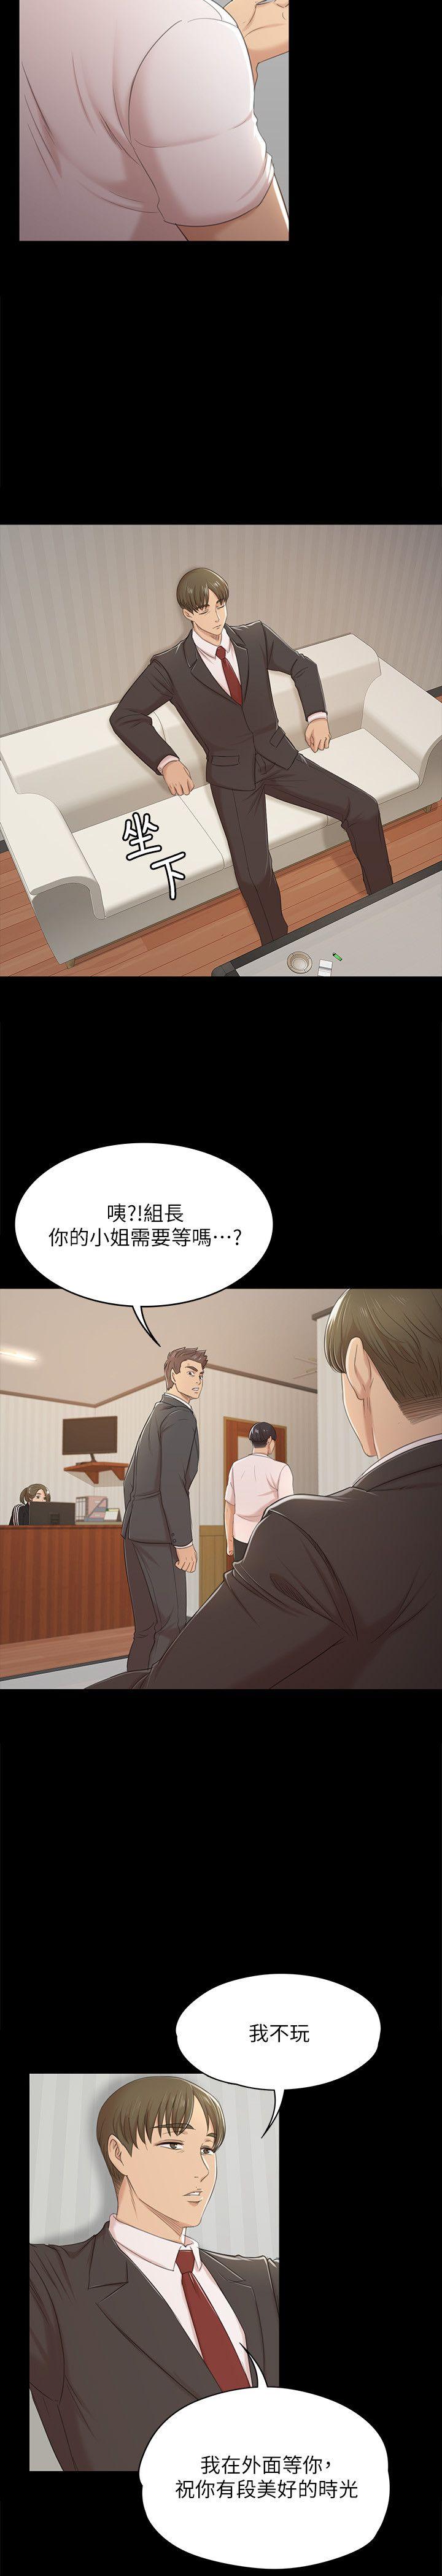 坐下
咦?!組長
你的小姐需要等嗎⋯?
我不玩
我在外面等你，
祝你有段美好的時光